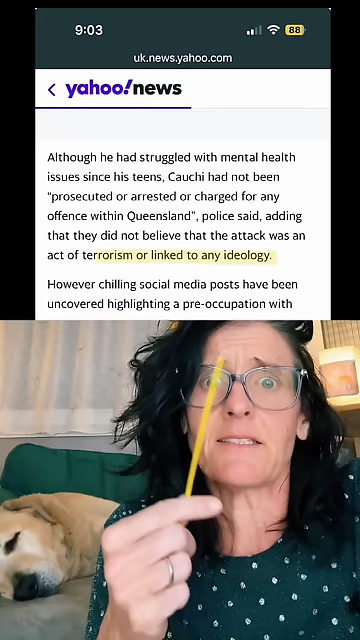 9:03
88
uk.news.yahoo.com
yahoo!news
Although he had struggled with mental health
issues since his teens, Cauchi had not been
“prosecuted or arrested or charged for any
offence within Queensland”, police said, adding
that they did not believe that the attack was an
act of terrorism or linked to any ideology.
However chilling social media posts have been
uncovered highlighting a pre-occupation with